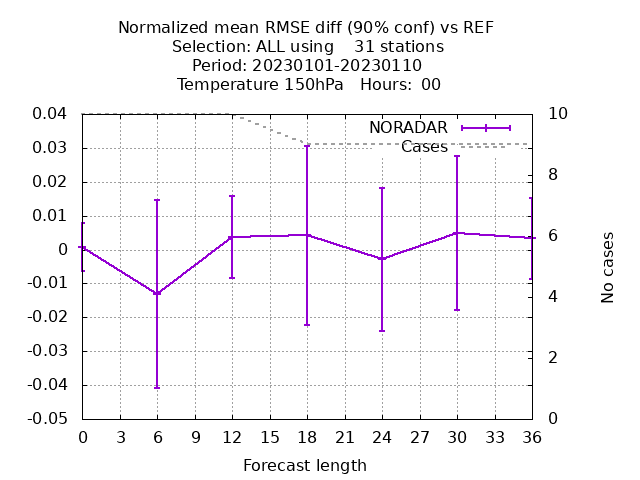 Normalized mean RMSE diff (90% conf) vs REF
Selection: ALL using 31 stations
Period: 20230101-20230110
Temperature 150hPa Hours: 00
NORADAR
Cases
0.04
0.03
0.02
0.01
0
-0.01
-0.02
-0.03
-0.04
-0.05
10
8
6
4
2
0
No cases
0 3 6 9 12 15 18 21 24 27 30 33 36
Forecast length